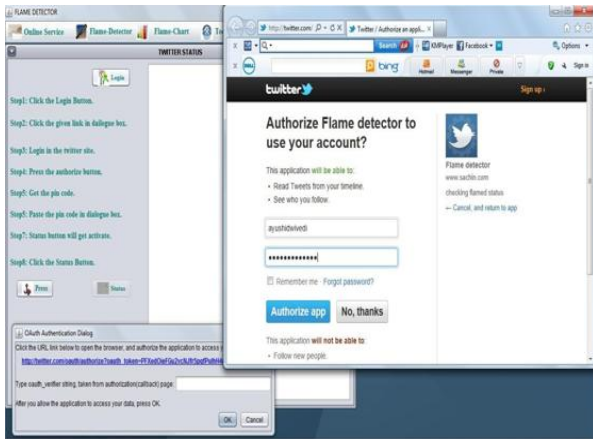 FLAME DETECTOR
Online Service Flame-Detector Flame-Chart
TWITTER STATUS
Login
Step1: Click the Login Button.
Step2: Click the given link in dailogue box.
Step3: Login in the twitter site.
Step4: Press the authorize button.
Step5: Get the pin code.
Step5: Paste the pin code in dialogue box.
Step7: Status button will get activate.
Step8: Click the Status Button.
Press Status
OAuth Authentication Dialog
Click the URL link below to open the browser, and authorize the application to access
Type oauth_verifier string, taken from authorization(callback) page:
After you allow the application to access your data, press OK.
OK Cancel
http://twitter.com/
Twitter / Authorize an appli...
Search
KMPlayer Facebook Options
bing Hotmail Messenger Sign in
twitter Sign up ›
Authorize Flame detector to
use your account?
This application will be able to:
• Read Tweets from your timeline.
• See who you follow.
ayushidwivedi
Remember me · Forgot password?
Authorize app No, thanks
This application will not be able to:
• Follow new people.
Flame detector
www.sachin.com
checking flamed status
← Cancel, and return to app